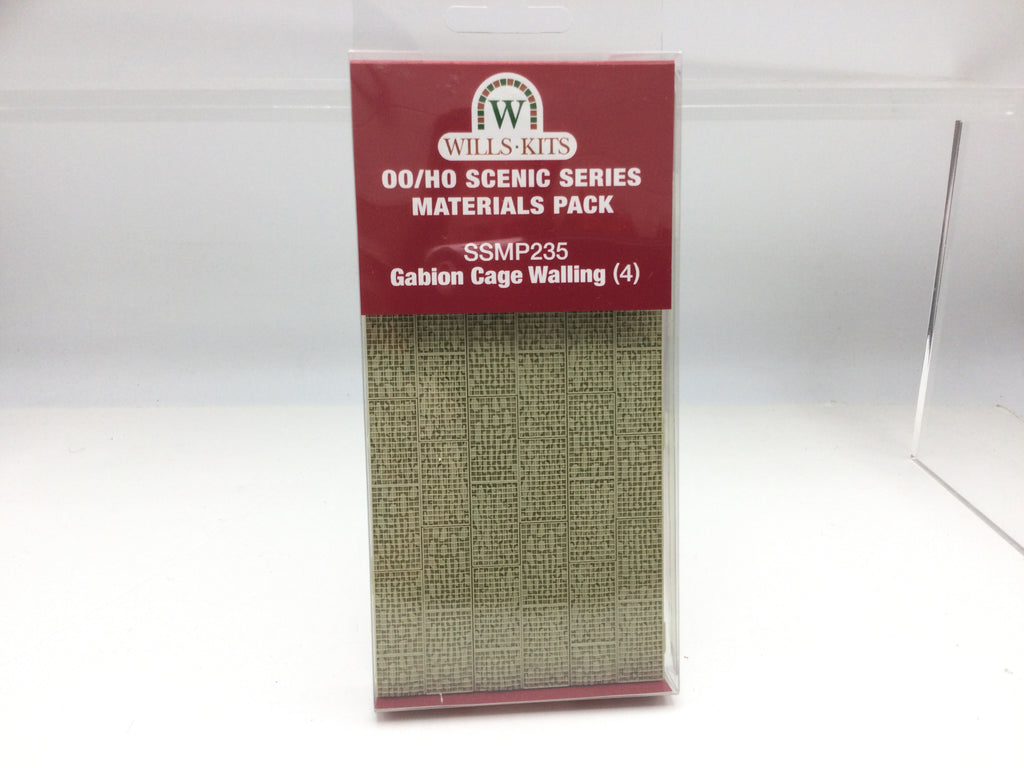 W
WILLS·KITS
OO/HO SCENIC SERIES
MATERIALS PACK
SSMP235
Gabion Cage Walling (4)